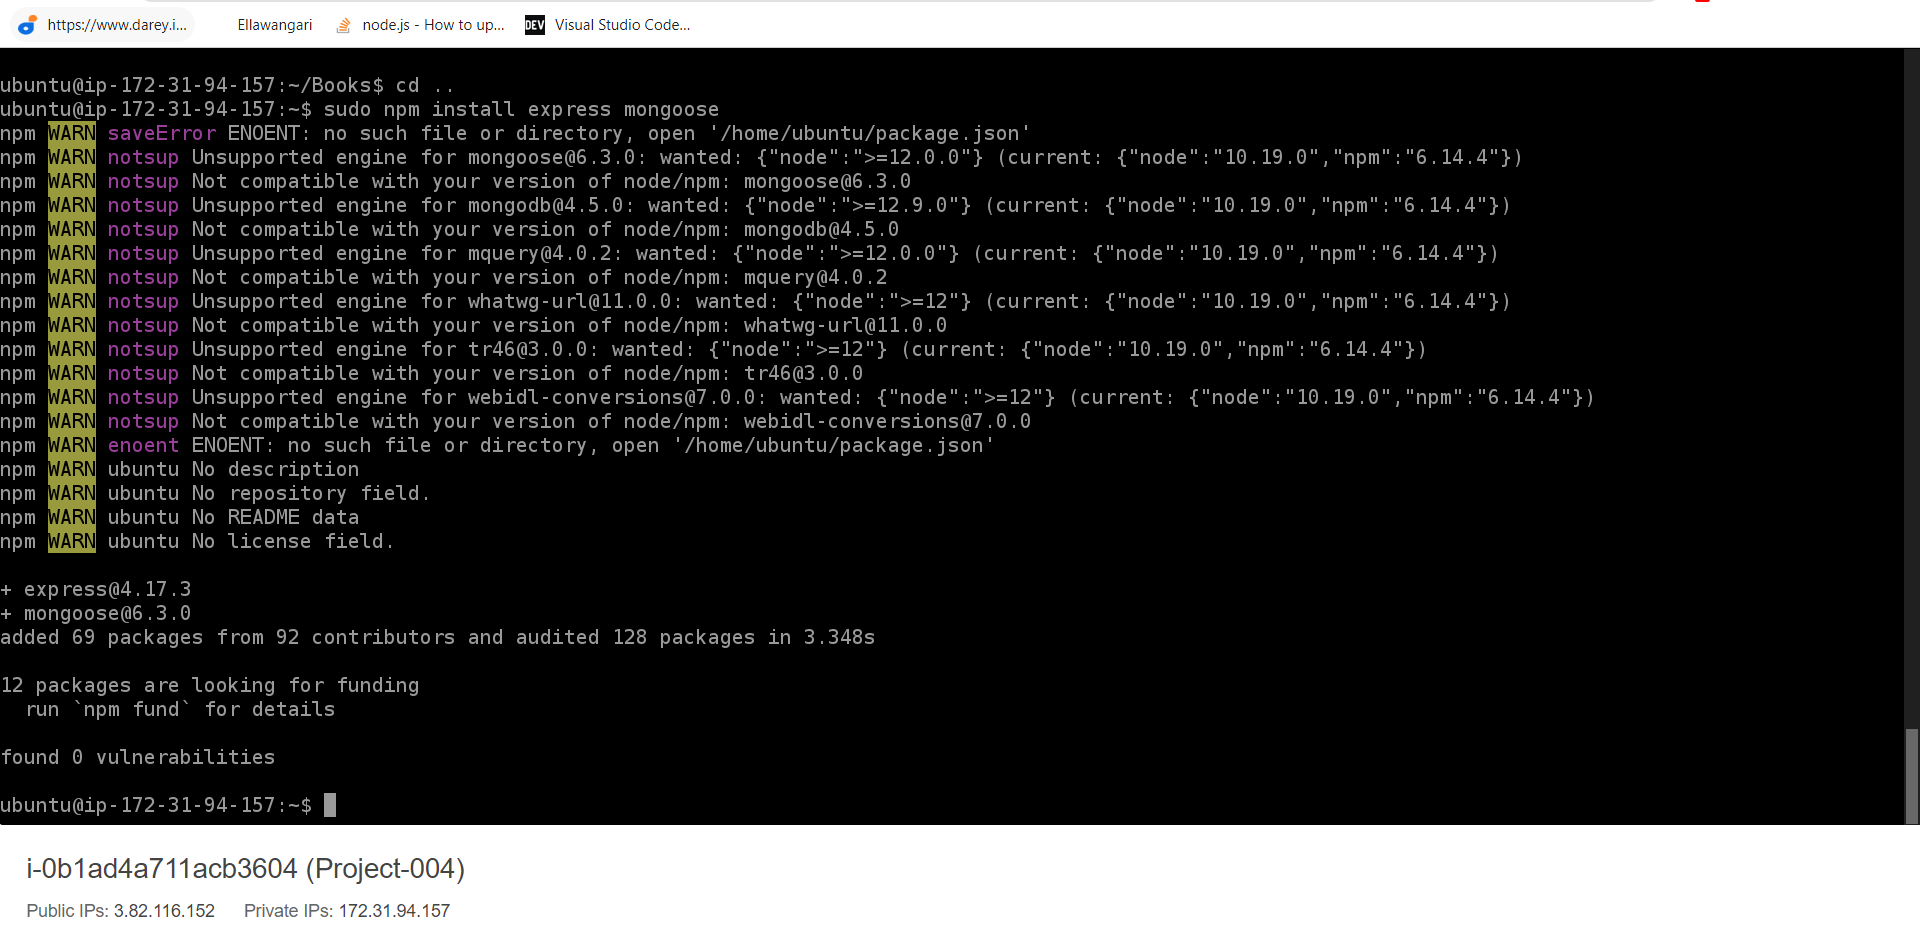 https://www.darey.i... Ellawangari node.js - How to up... DEV Visual Studio Code...
ubuntu@ip-172-31-94-157:~/Books$ cd ..
ubuntu@ip-172-31-94-157:~$ sudo npm install express mongoose
npm WARN saveError ENOENT: no such file or directory, open '/home/ubuntu/package.json'
npm WARN notsup Unsupported engine for mongoose@6.3.0: wanted: {"node":">=12.0.0"} (current: {"node":"10.19.0","npm":"6.14.4"})
npm WARN notsup Not compatible with your version of node/npm: mongoose@6.3.0
npm WARN notsup Unsupported engine for mongodb@4.5.0: wanted: {"node":">=12.9.0"} (current: {"node":"10.19.0","npm":"6.14.4"})
npm WARN notsup Not compatible with your version of node/npm: mongodb@4.5.0
npm WARN notsup Unsupported engine for mquery@4.0.2: wanted: {"node":">=12.0.0"} (current: {"node":"10.19.0","npm":"6.14.4"})
npm WARN notsup Not compatible with your version of node/npm: mquery@4.0.2
npm WARN notsup Unsupported engine for whatwg-url@11.0.0: wanted: {"node":">=12"} (current: {"node":"10.19.0","npm":"6.14.4"})
npm WARN notsup Not compatible with your version of node/npm: whatwg-url@11.0.0
npm WARN notsup Unsupported engine for tr46@3.0.0: wanted: {"node":">=12"} (current: {"node":"10.19.0","npm":"6.14.4"})
npm WARN notsup Not compatible with your version of node/npm: tr46@3.0.0
npm WARN notsup Unsupported engine for webidl-conversions@7.0.0: wanted: {"node":">=12"} (current: {"node":"10.19.0","npm":"6.14.4"})
npm WARN notsup Not compatible with your version of node/npm: webidl-conversions@7.0.0
npm WARN enoent ENOENT: no such file or directory, open '/home/ubuntu/package.json'
npm WARN ubuntu No description
npm WARN ubuntu No repository field.
npm WARN ubuntu No README data
npm WARN ubuntu No license field.
+ express@4.17.3
+ mongoose@6.3.0
added 69 packages from 92 contributors and audited 128 packages in 3.348s
12 packages are looking for funding
run `npm fund` for details
found 0 vulnerabilities
ubuntu@ip-172-31-94-157:~$
i-0b1ad4a711acb3604 (Project-004)
Public IPs: 3.82.116.152 Private IPs: 172.31.94.157